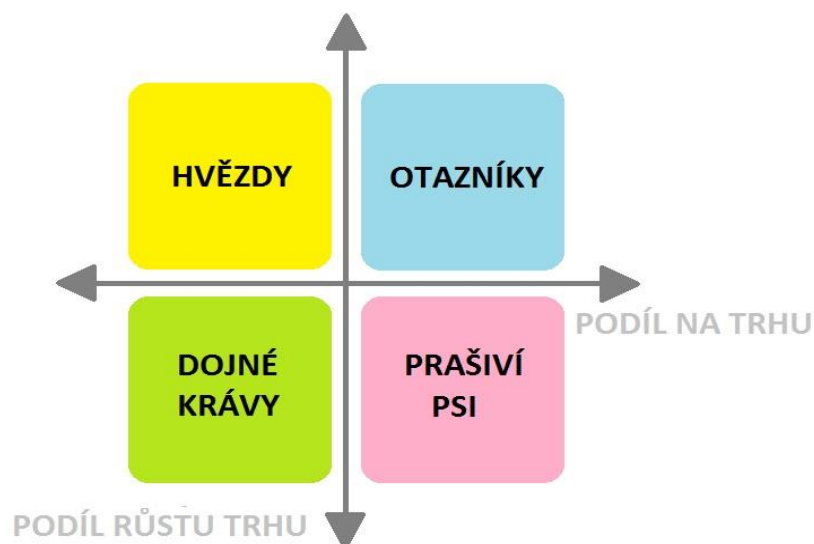 HVĚZDY
OTAZNÍKY
PODÍL NA TRHU
DOJNÉ
KRÁVY
PRAŠIVÍ
PSI
PODÍL RŮSTU TRHU